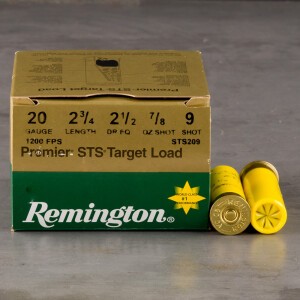 20 2 3/4 2 1/2 7/8 9
GAUGE LENGTH DR EQ OZ SHOT SHOT
1200 FPS STS209
Premier STS Target Load
Remington®